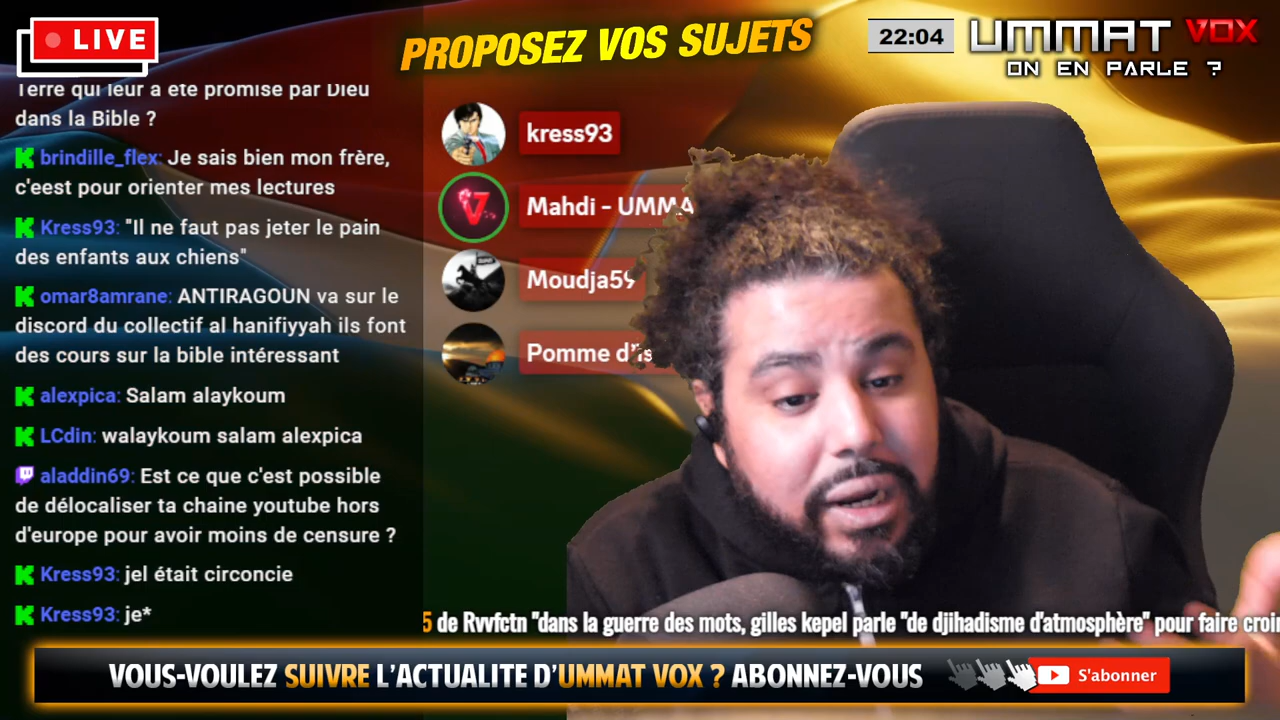 LIVE
PROPOSEZ VOS SUJETS
22:04
UMMAT VOX
ON EN PARLE ?
Terre qui leur a été promise par Dieu
dans la Bible ?
brindille_flex: Je sais bien mon frère,
c'eest pour orienter mes lectures
Kress93: "Il ne faut pas jeter le pain
des enfants aux chiens"
omar8amrane: ANTIRAGOUN va sur le
discord du collectif al hanifiyyah ils font
des cours sur la bible intéressant
alexpica: Salam alaykoum
LCdin: walaykoum salam alexpica
aladdin69: Est ce que c'est possible
de délocaliser ta chaine youtube hors
d'europe pour avoir moins de censure ?
Kress93: jel était circoncie
Kress93: je*
kress93
Mahdi - UMMA
Moudja59
Pomme d'is
5 de Rvvfctn "dans la guerre des mots, gilles kepel parle "de djihadisme d'atmosphère" pour faire croir
VOUS-VOULEZ SUIVRE L'ACTUALITE D'UMMAT VOX ? ABONNEZ-VOUS
S'abonner